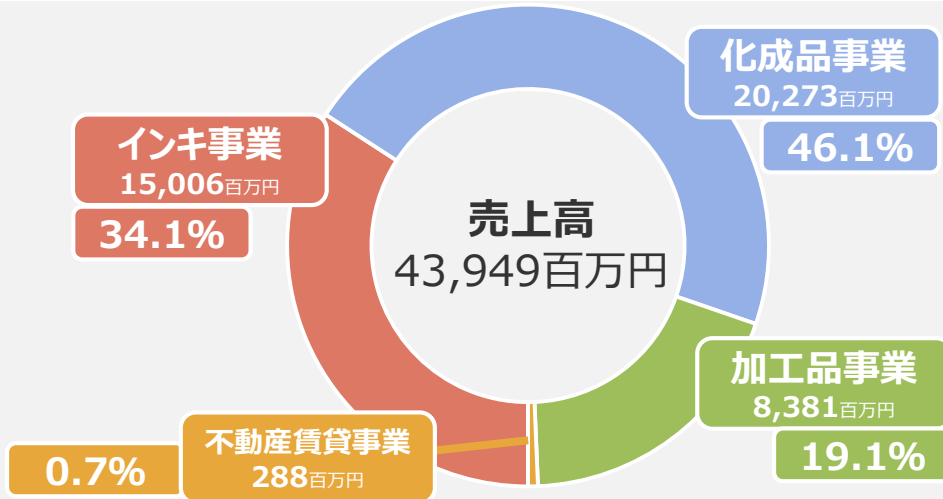 化成品事業
20,273百万円
46.1%
インキ事業
15,006百万円
34.1%
売上高
43,949百万円
加工品事業
8,381百万円
19.1%
不動産賃貸事業
288百万円
0.7%